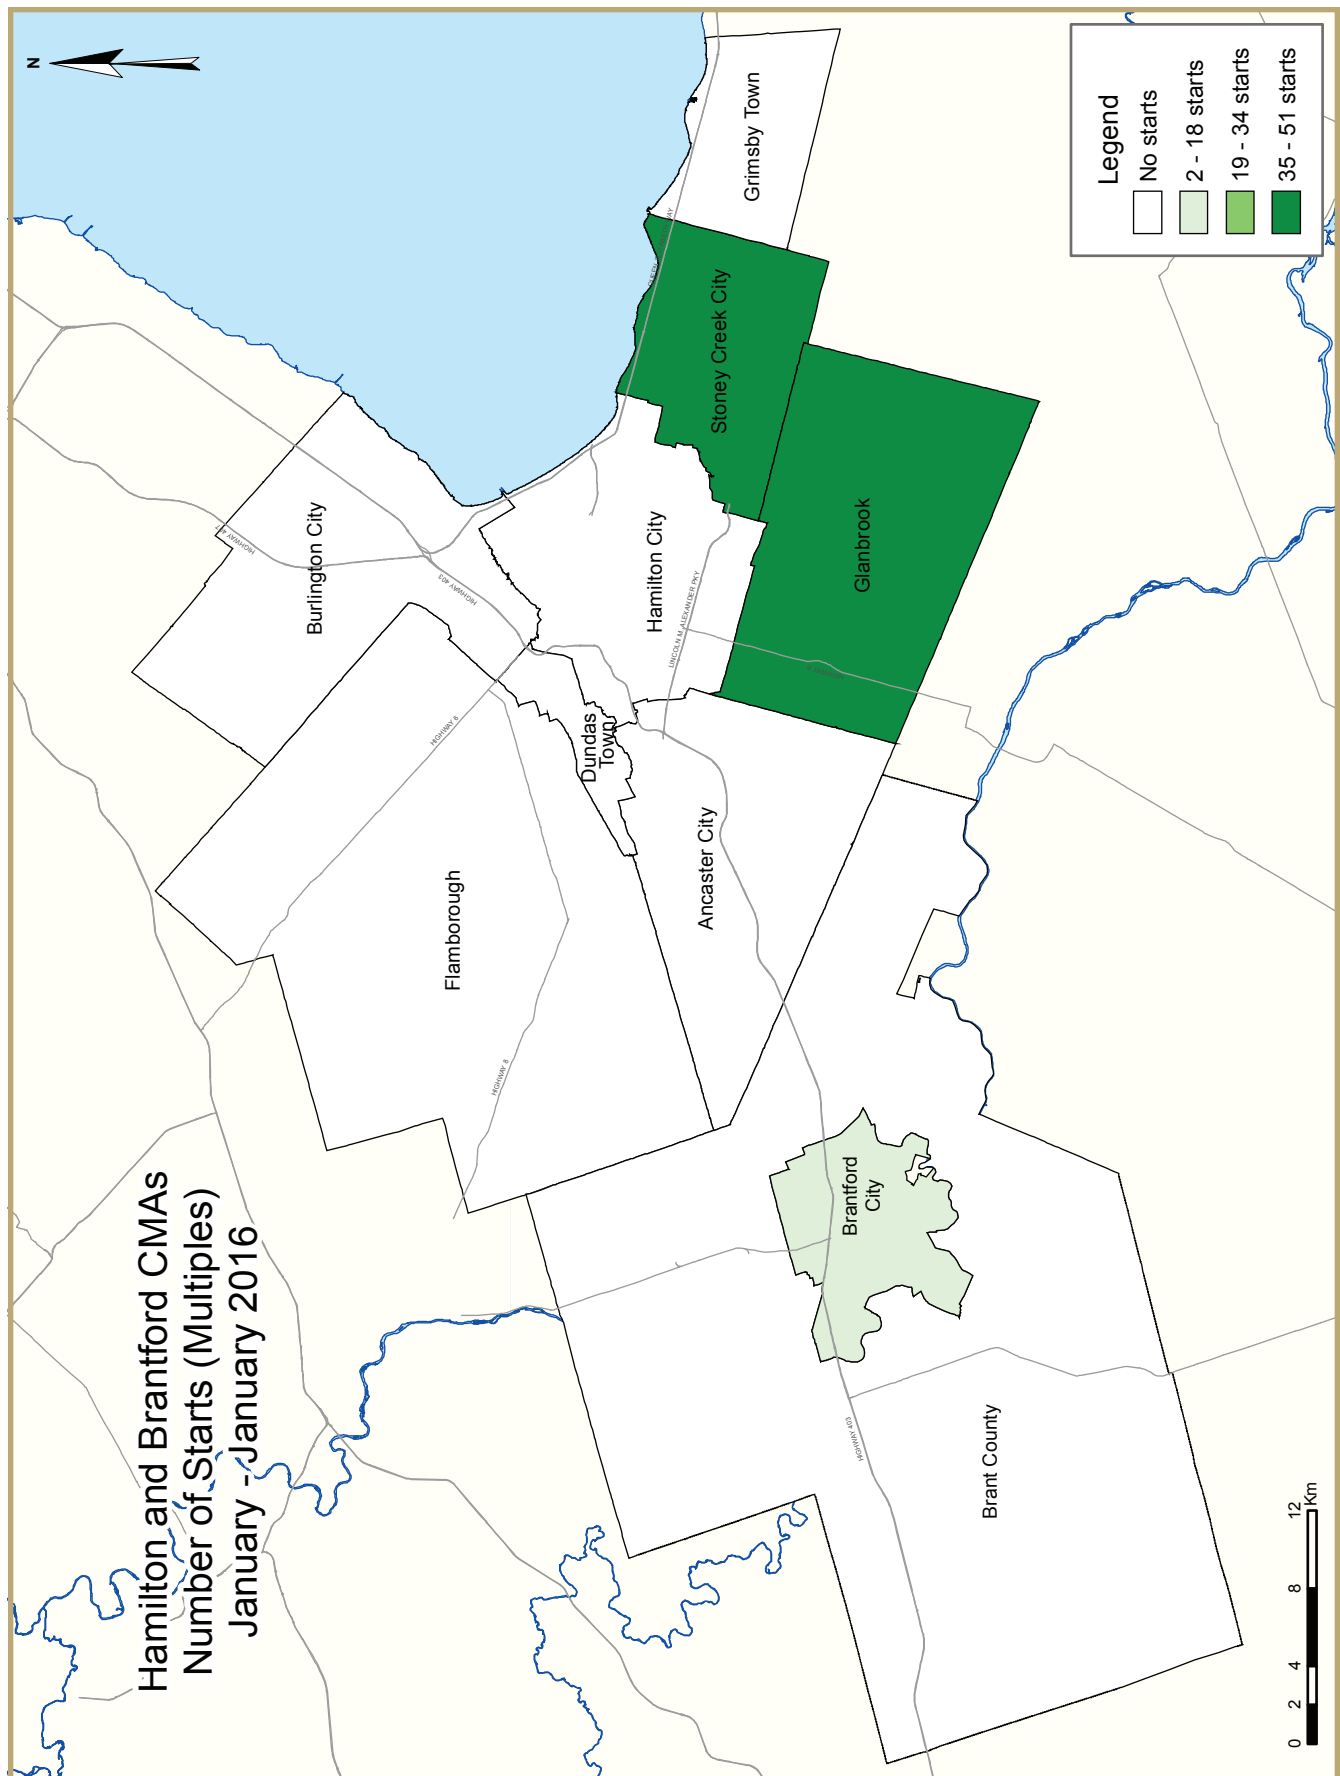 Hamilton and Brantford CMAs
Number of Starts (Multiples)
January - January 2016
N
Burlington City
HIGHWAY 403
HIGHWAY 6
Flamborough
HIGHWAY 8
Dundas
Town
Hamilton City
LINCOLN M. ALEXANDER PKY
Stoney Creek City
Grimsby Town
Glanbrook
Ancaster City
Brantford
City
HIGHWAY 403
Brant County
Legend
No starts
2 - 18 starts
19 - 34 starts
35 - 51 starts
0 2 4 8 12
Km